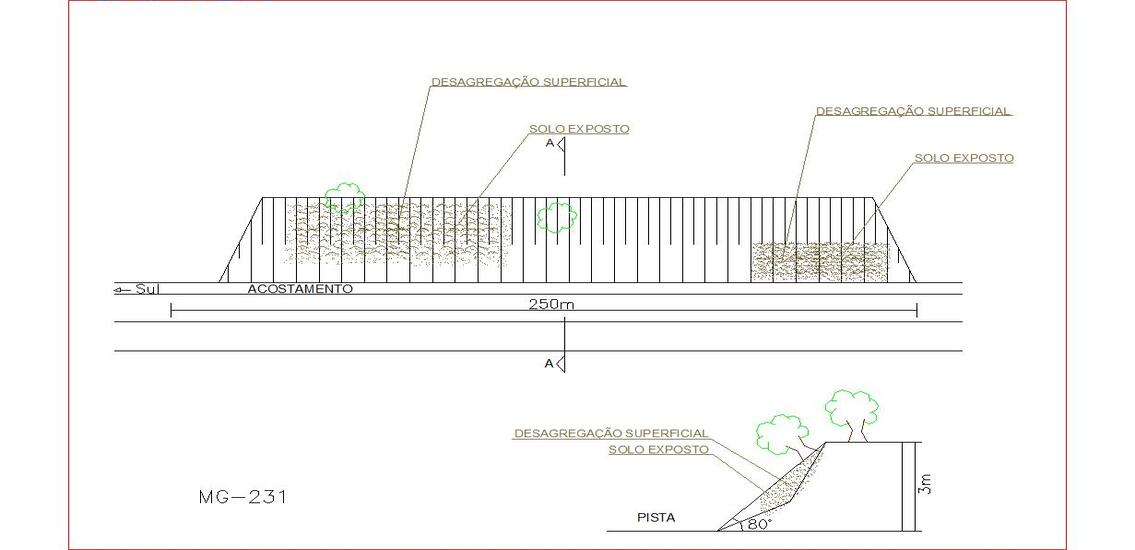 DESAGREGAÇÃO SUPERFICIAL
DESAGREGAÇÃO SUPERFICIAL
SOLO EXPOSTO
A
SOLO EXPOSTO
Sul
ACOSTAMENTO
250m
A
DESAGREGAÇÃO SUPERFICIAL
SOLO EXPOSTO
3m
MG-231
PISTA
80°